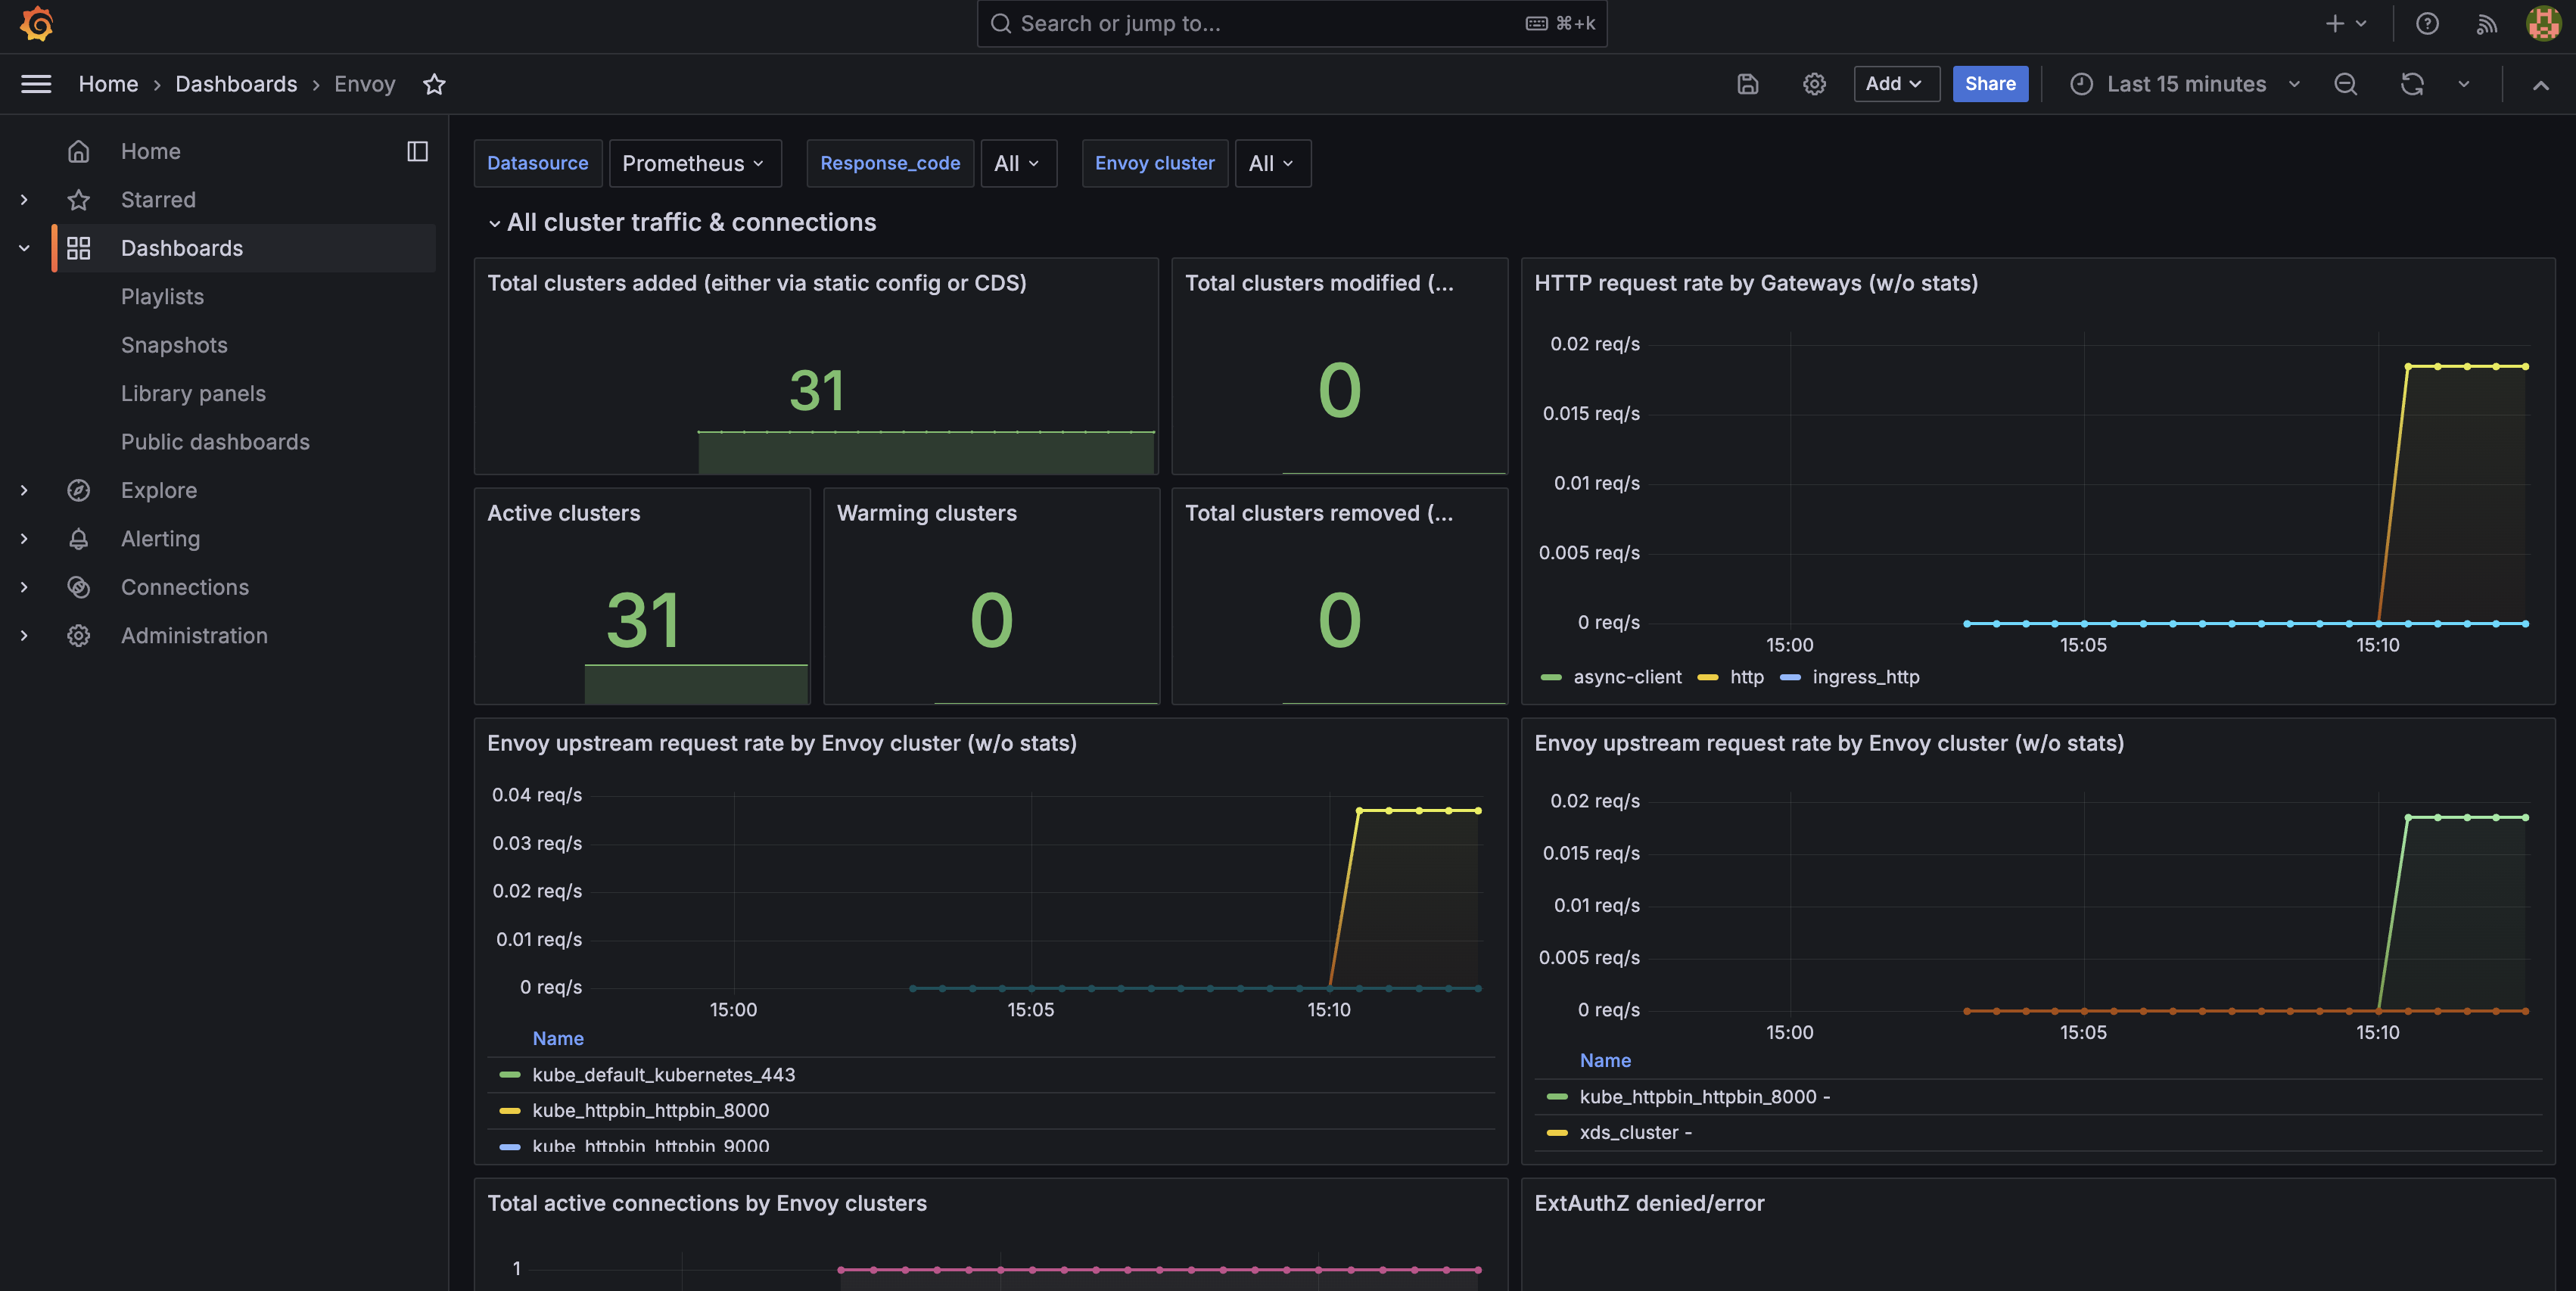 Search or jump to...
⌘+k
Home › Dashboards › Envoy
Add
Share
Last 15 minutes
Home
Starred
Dashboards
Playlists
Snapshots
Library panels
Public dashboards
Explore
Alerting
Connections
Administration
Datasource Prometheus
Response_code All
Envoy cluster All
All cluster traffic & connections
Total clusters added (either via static config or CDS)
31
Total clusters modified (...
0
HTTP request rate by Gateways (w/o stats)
0.02 req/s
0.015 req/s
0.01 req/s
0.005 req/s
0 req/s
15:00 15:05 15:10
async-client http ingress_http
Active clusters
31
Warming clusters
0
Total clusters removed (...
0
Envoy upstream request rate by Envoy cluster (w/o stats)
0.04 req/s
0.03 req/s
0.02 req/s
0.01 req/s
0 req/s
15:00 15:05 15:10
Name
kube_default_kubernetes_443
kube_httpbin_httpbin_8000
kube_httpbin_httpbin_9000
Envoy upstream request rate by Envoy cluster (w/o stats)
0.02 req/s
0.015 req/s
0.01 req/s
0.005 req/s
0 req/s
15:00 15:05 15:10
Name
kube_httpbin_httpbin_8000 -
xds_cluster -
Total active connections by Envoy clusters
1
ExtAuthZ denied/error